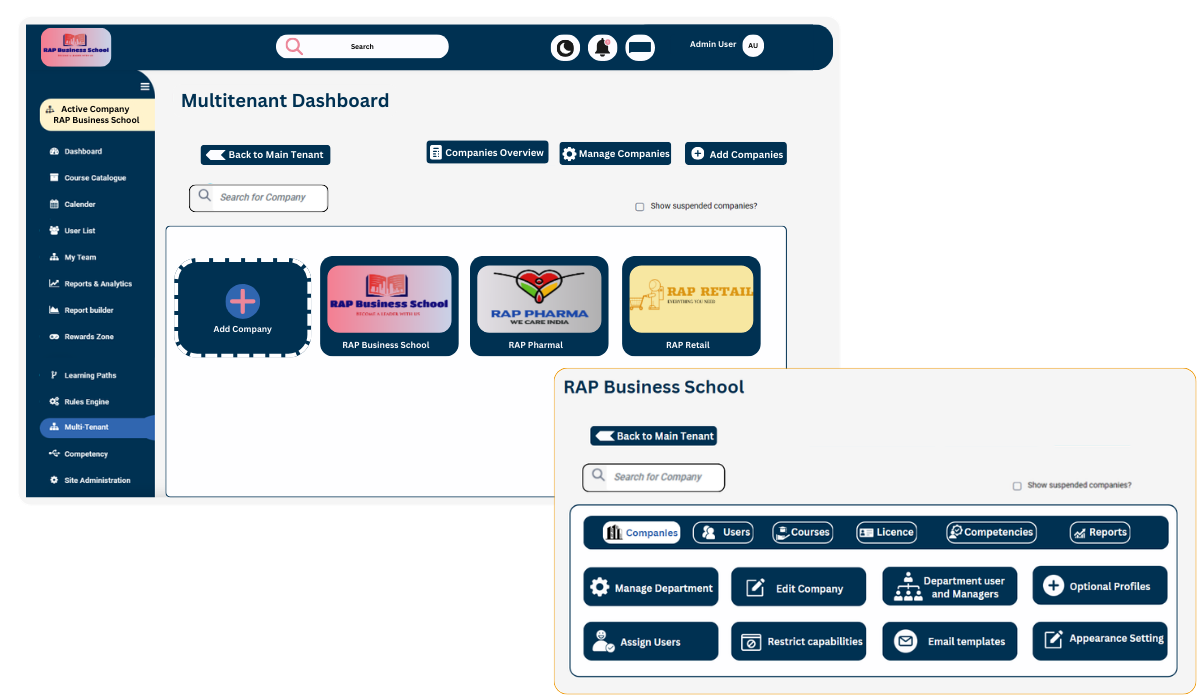 RAP Business School
Search
Admin User
AU
Active Company
RAP Business School
Dashboard
Course Catalogue
Calender
User List
My Team
Reports & Analytics
Report builder
Rewards Zone
Learning Paths
Rules Engine
Multi-Tenant
Competency
Site Administration
Multitenant Dashboard
Back to Main Tenant
Companies Overview
Manage Companies
Add Companies
Search for Company
Show suspended companies?
Add Company
RAP Business School
BECOME A LEADER WITH US
RAP Business School
RAP PHARMA
WE CARE INDIA
RAP Pharmal
RAP RETAIL
EVERYTHING YOU NEED
RAP Retail
RAP Business School
Back to Main Tenant
Search for Company
Show suspended companies?
Companies
Users
Courses
Licence
Competencies
Reports
Manage Department
Edit Company
Department user
and Managers
Optional Profiles
Assign Users
Restrict capabilities
Email templates
Appearance Setting